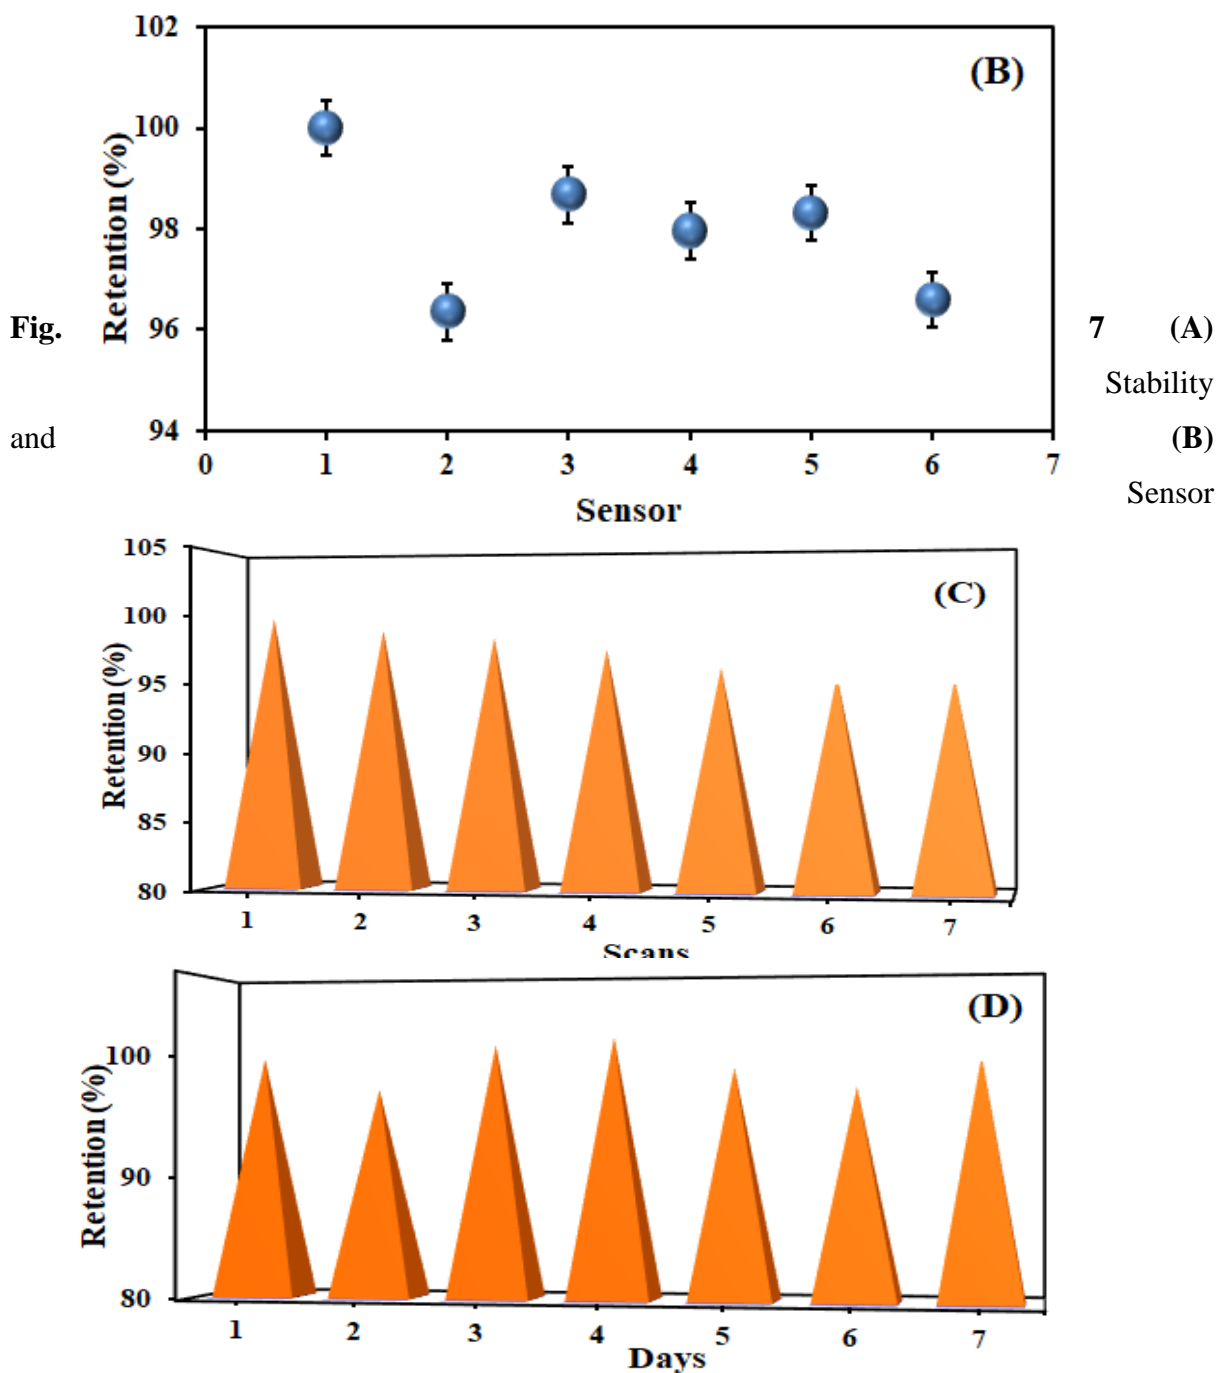 102
(B)
100
98
96
94
Retention (%)
0 1 2 3 4 5 6 7
Sensor
Fig. 7 (A)
Stability
and (B)
Sensor
105
(C)
100
95
90
85
80
Retention (%)
1 2 3 4 5 6 7
Scans
(D)
100
90
80
Retention (%)
1 2 3 4 5 6 7
Days